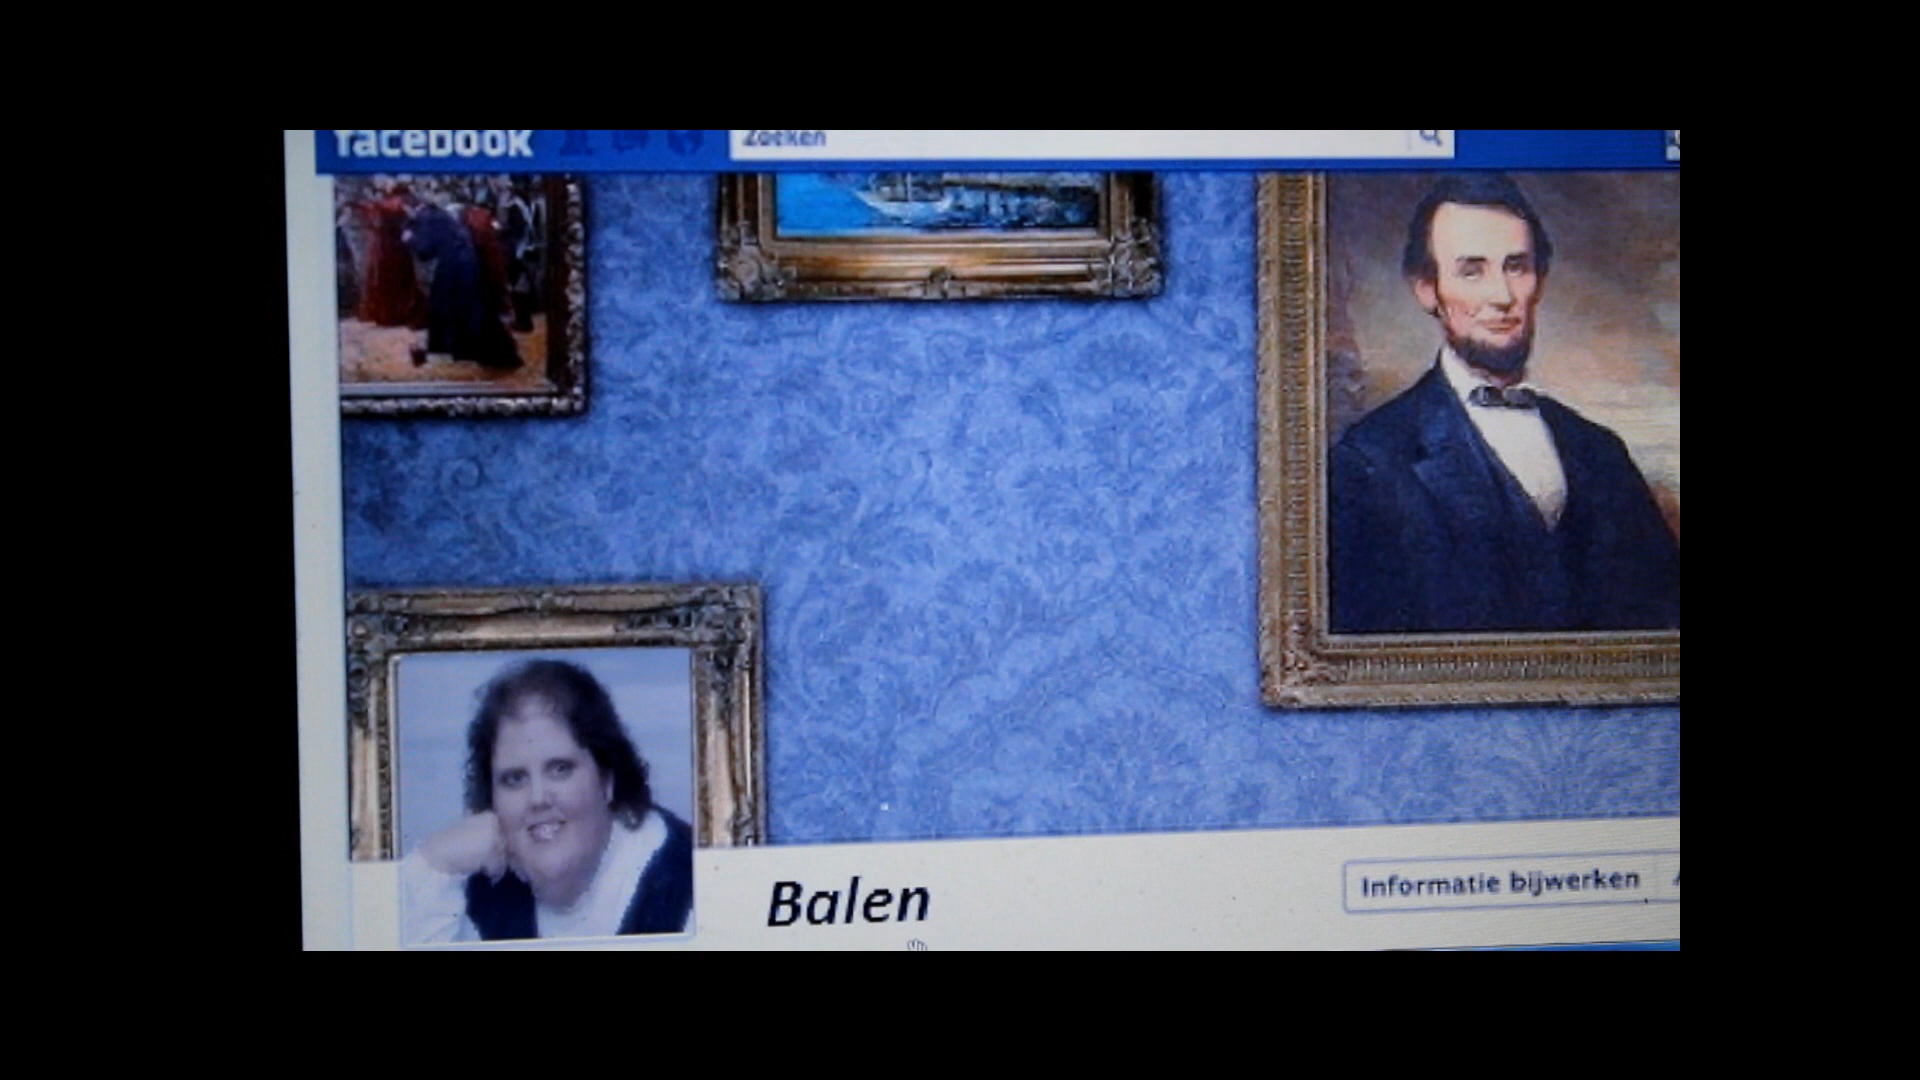 facebook
Zoeken
Balen
Informatie bijwerken